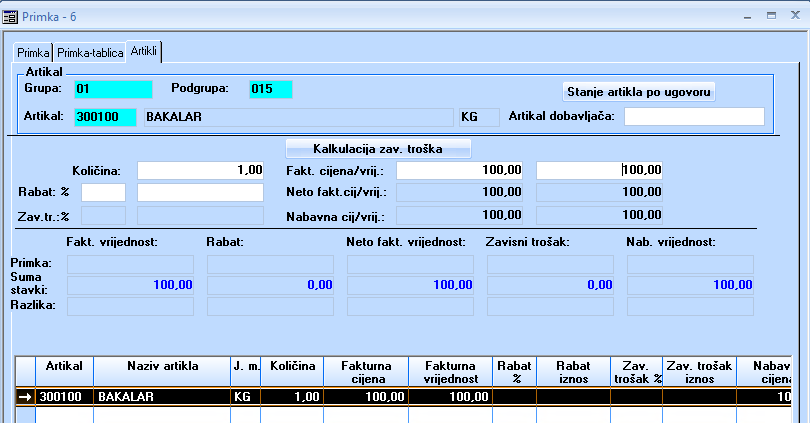 Primka - 6
Primka Primka-tablica Artikli
Artikal
Grupa: 01 Podgrupa: 015 Stanje artikla po ugovoru
Artikal: 300100 BAKALAR KG Artikal dobavljača:
Kalkulacija zav. troška
Količina: 1,00 Fakt. cijena/vrij.: 100,00 100,00
Rabat: % Neto fakt.cij/vrij.: 100,00 100,00
Zav.tr.:% Nabavna cij/vrij.: 100,00 100,00
Fakt. vrijednost: Rabat: Neto fakt. vrijednost: Zavisni trošak: Nab. vrijednost:
Primka:
Suma
stavki: 100,00 0,00 100,00 0,00 100,00
Razlika:
Artikal Naziv artikla J. m. Količina Fakturna Fakturna Rabat Rabat Zav. Zav. trošak Nabav
cijena vrijednost % iznos trošak % iznos cijena
300100 BAKALAR KG 1,00 100,00 100,00 10